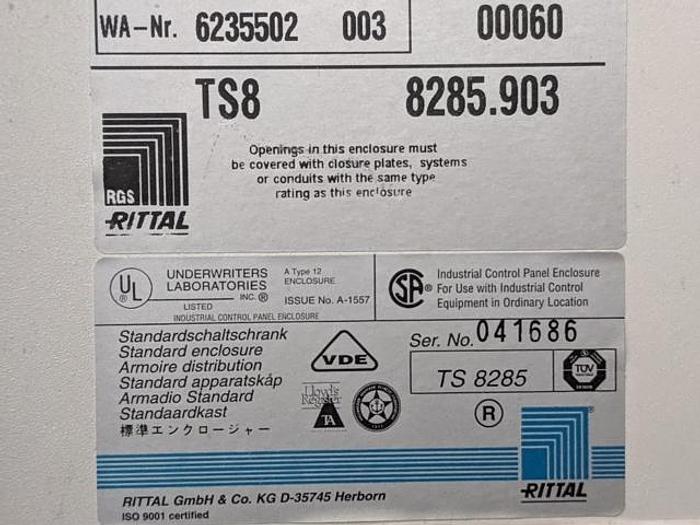 WA-Nr. 6235502 003 00060
TS8 8285.903
Openings in this enclosure must
be covered with closure plates, systems
or conduits with the same type
rating as this enclosure
RGS
RITTAL
UL
®
UNDERWRITERS
LABORATORIES
INC.®
LISTED
INDUSTRIAL CONTROL PANEL ENCLOSURE
A Type 12
ENCLOSURE
ISSUE No. A-1557
SA ®
Industrial Control Panel Enclosure
For Use with Industrial Control
Equipment in Ordinary Location
Standardschaltschrank
Standard enclosure
Armoire distribution
Standard apparatskåp
Armadio Standard
Standaardkast
標準エンクロージャー
VDE
Lloyd's
Register
TA
Ser. No. 041686
TS 8285
TÜV
®
RITTAL
RITTAL GmbH & Co. KG D-35745 Herborn
ISO 9001 certified